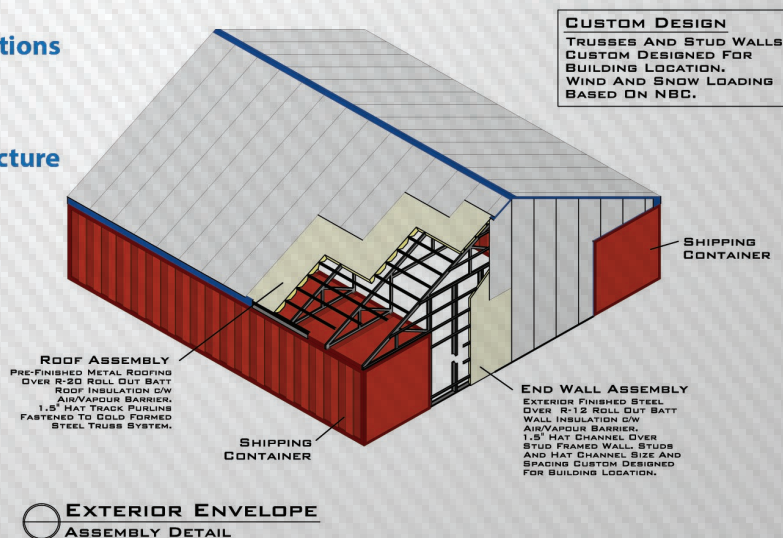 tions
cture
CUSTOM DESIGN
TRUSSES AND STUD WALLS
CUSTOM DESIGNED FOR
BUILDING LOCATION.
WIND AND SNOW LOADING
BASED ON NBC.
SHIPPING
CONTAINER
ROOF ASSEMBLY
PRE-FINISHED METAL ROOFING
OVER R-20 ROLL OUT BATT
ROOF INSULATION C/W
AIR/VAPOUR BARRIER.
1.5" HAT TRACK PURLINS
FASTENED TO COLD FORMED
STEEL TRUSS SYSTEM.
SHIPPING
CONTAINER
END WALL ASSEMBLY
EXTERIOR FINISHED STEEL
OVER R-12 ROLL OUT BATT
WALL INSULATION C/W
AIR/VAPOUR BARRIER.
1.5" HAT CHANNEL OVER
STUD FRAMED WALL. STUDS
AND HAT CHANNEL SIZE AND
SPACING CUSTOM DESIGNED
FOR BUILDING LOCATION.
EXTERIOR ENVELOPE
ASSEMBLY DETAIL